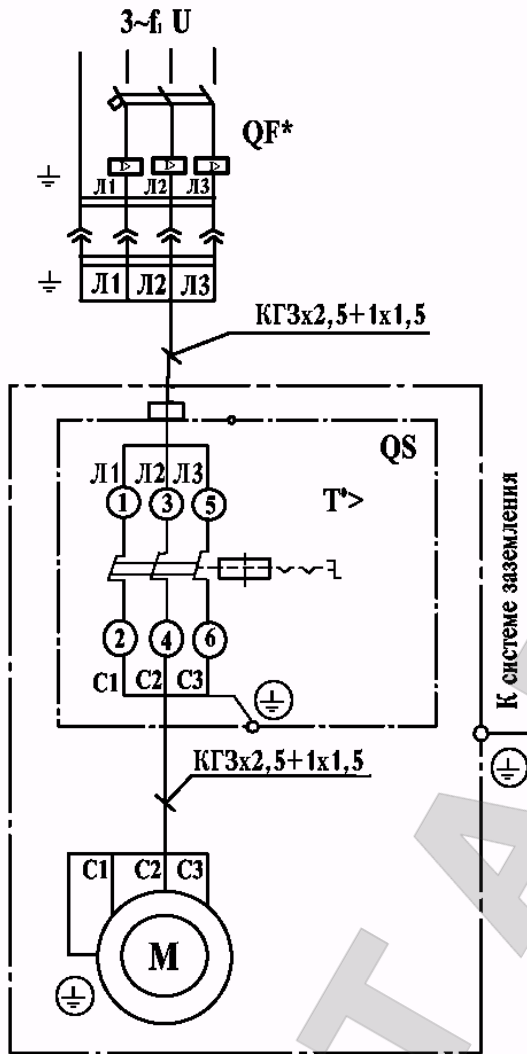 3~f₁ U
QF*
Л1 Л2 Л3
Л1 Л2 Л3
КГ3х2,5+1х1,5
QS
Л1 Л2 Л3
1 3 5
T°>
2 4 6
С1 С2 С3
К системе заземления
КГ3х2,5+1х1,5
С1 С2 С3
М